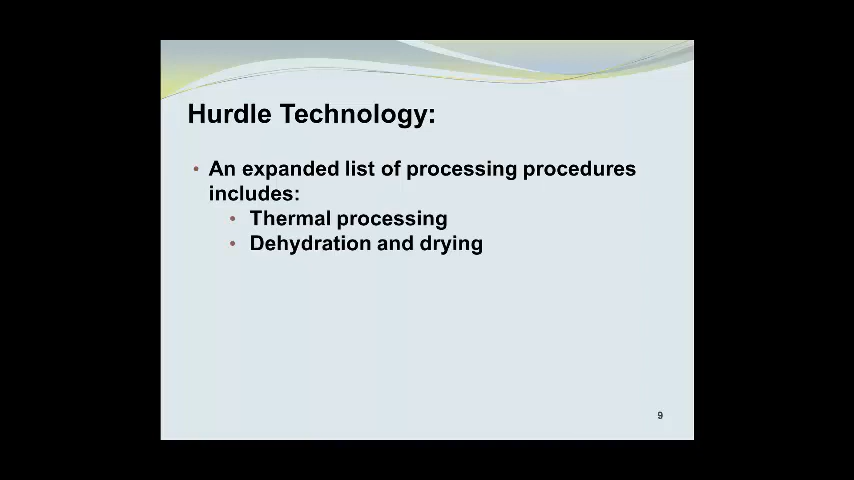 Hurdle Technology:
• An expanded list of processing procedures
includes:
• Thermal processing
• Dehydration and drying
9